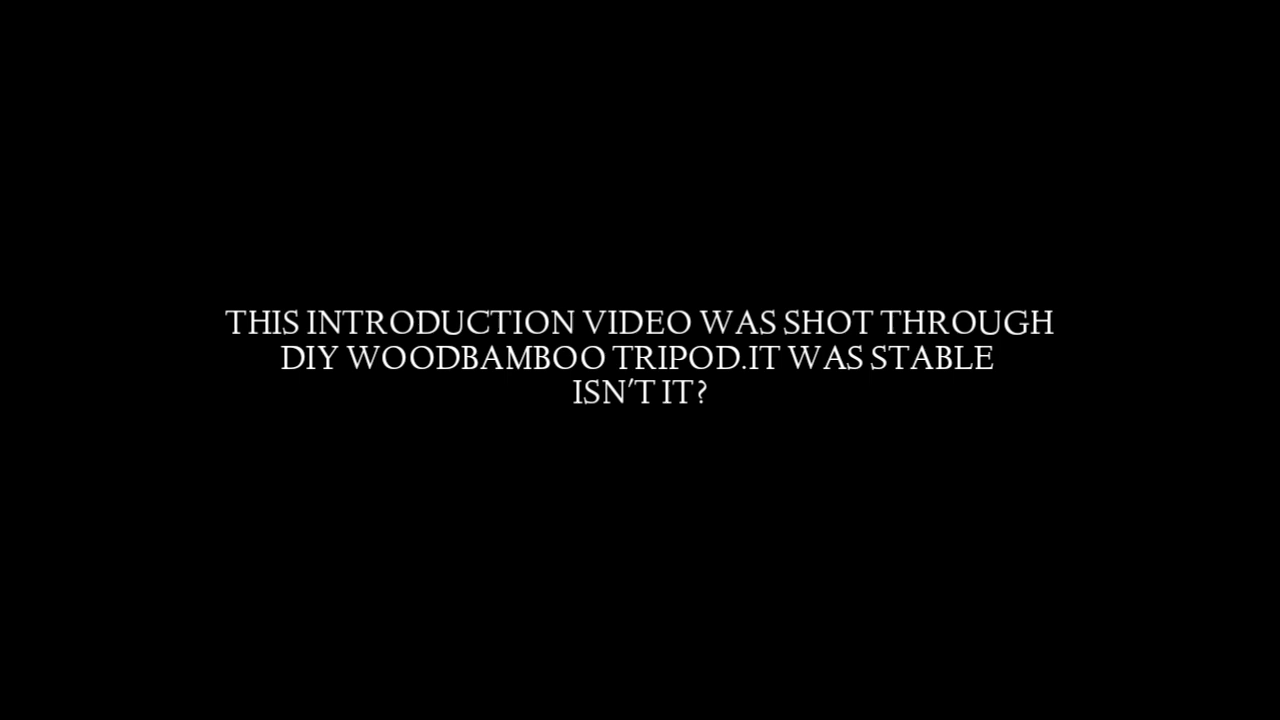 THIS INTRODUCTION VIDEO WAS SHOT THROUGH
DIY WOODBAMBOO TRIPOD.IT WAS STABLE
ISN'T IT?